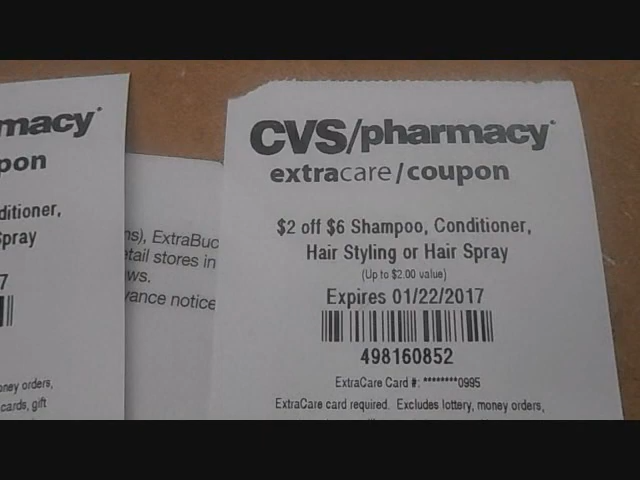 macy
pon
ditioner,
Spray
7
oney orders,
cards, gift
ns), ExtraBuc
etail stores in
ws.
vance notice
CVS/pharmacy
extracare/coupon
$2 off $6 Shampoo, Conditioner,
Hair Styling or Hair Spray
(Up to $2.00 value)
Expires 01/22/2017
498160852
ExtraCare Card #: ********0995
ExtraCare card required. Excludes lottery, money orders,